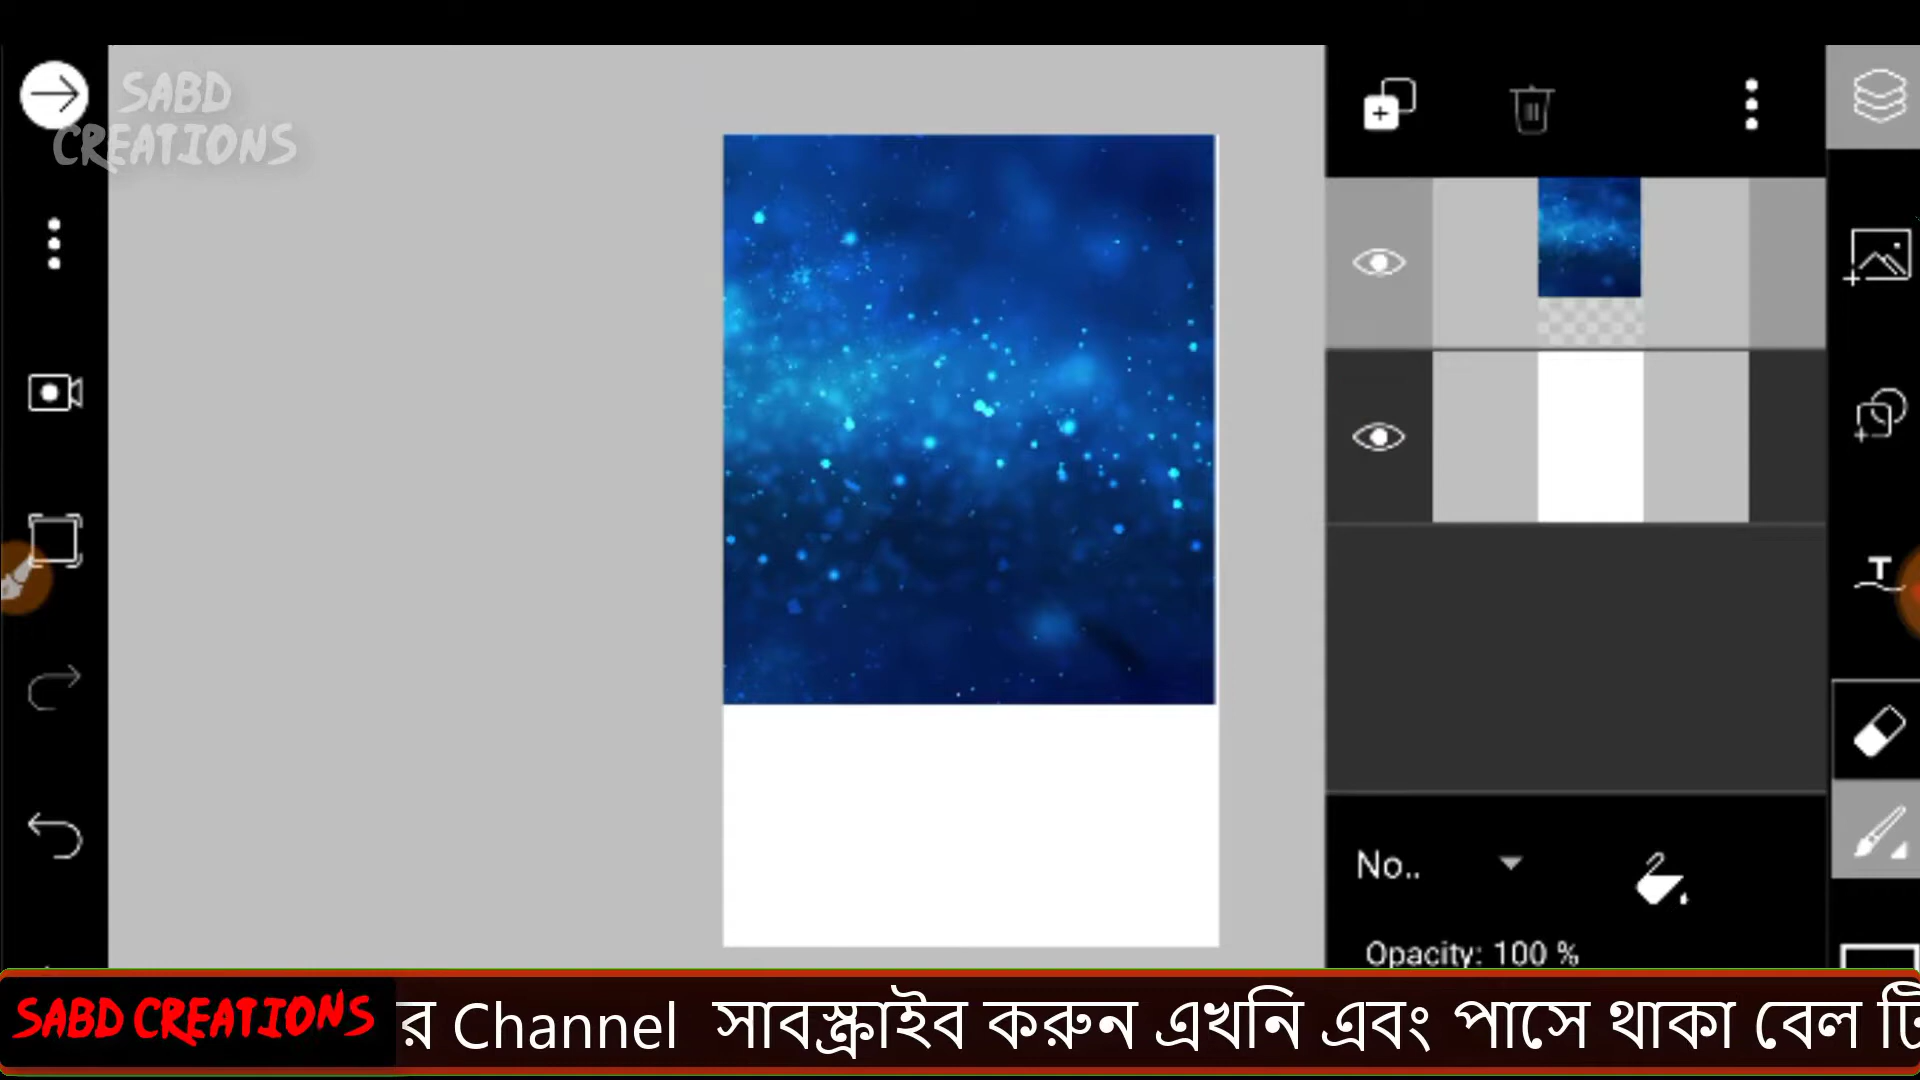 SABD
CREATIONS
No..
Opacity: 100 %
SABD CREATIONS
র Channel সাবস্ক্রাইব করুন এখনি এবং পাসে থাকা বেল টি